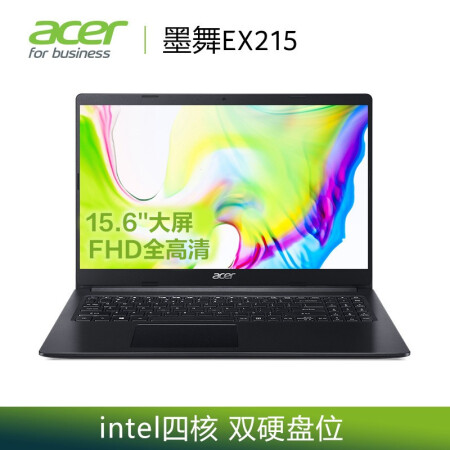 acer
for business
墨舞EX215
15.6"大屏
FHD全高清
acer
intel四核 双硬盘位